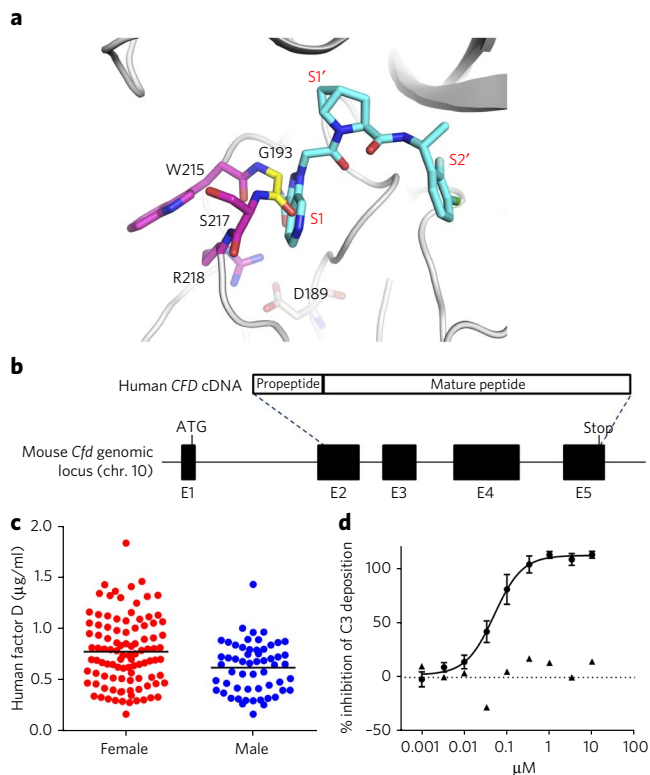 a
S1′
G193
W215
S2′
S217
S1
R218
D189
b
Human CFD cDNA Propeptide Mature peptide
ATG Stop
Mouse Cfd genomic
locus (chr. 10)
E1 E2 E3 E4 E5
c
Human factor D (μg/ml)
2.0
1.5
1.0
0.5
0.0
Female Male
d
% inhibition of C3 deposition
100
50
0
−50
0.001 0.01 0.1 1 10 100
μM